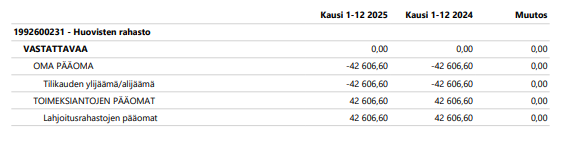 Kausi 1-12 2025 Kausi 1-12 2024 Muutos
1992600231 - Huovisten rahasto
VASTATTAVAA 0,00 0,00 0,00
OMA PÄÄOMA -42 606,60 -42 606,60 0,00
Tilikauden ylijäämä/alijäämä -42 606,60 -42 606,60 0,00
TOIMEKSIANTOJEN PÄÄOMAT 42 606,60 42 606,60 0,00
Lahjoitusrahastojen pääomat 42 606,60 42 606,60 0,00